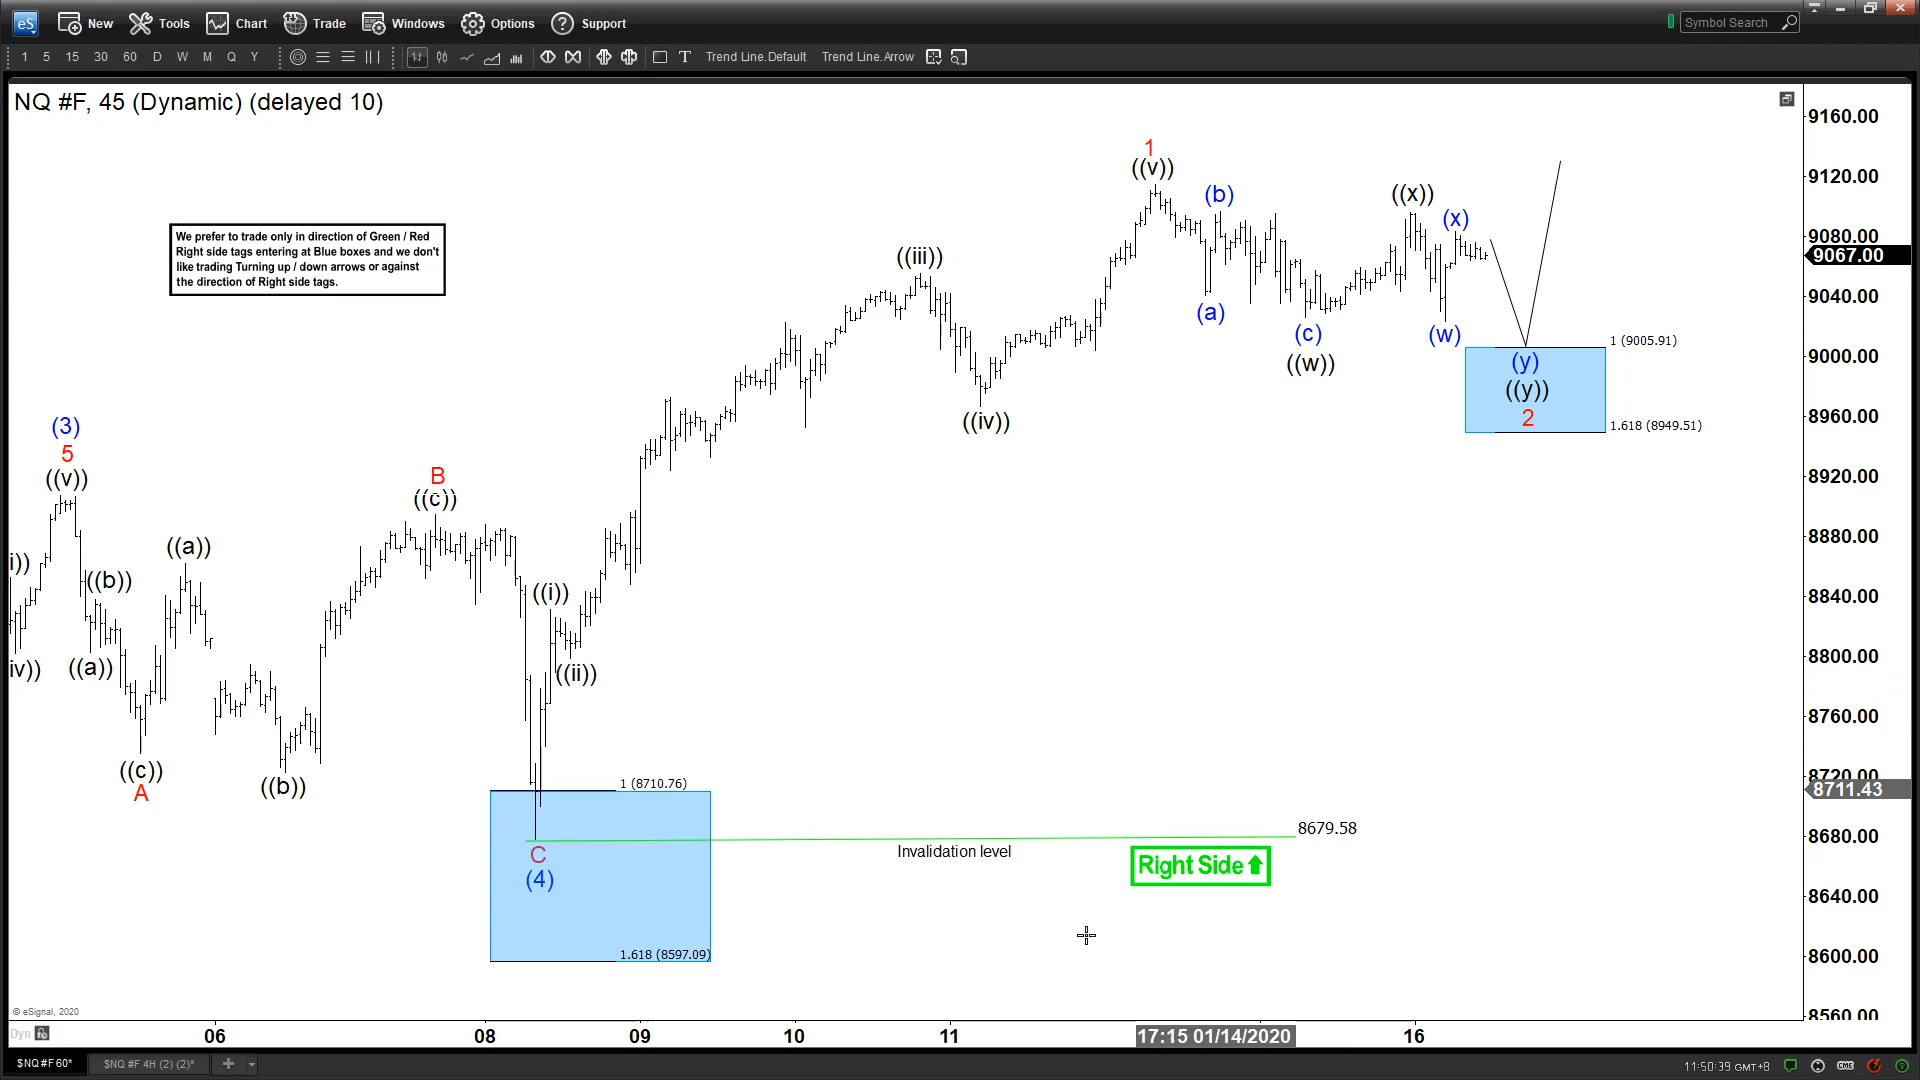 eS New Tools Chart Trade Windows Options Support Symbol Search
1 5 15 30 60 D W M Q Y T Trend Line.Default Trend Line.Arrow
NQ #F, 45 (Dynamic) (delayed 10)
We prefer to trade only in direction of Green / Red
Right side tags entering at Blue boxes and we don't
like trading Turning up / down arrows or against
the direction of Right side tags.
1
((v))
(b)
(a)
(c)
((w))
((x))
(x)
(w)
1 (9005.91)
(y)
((y))
2
1.618 (8949.51)
((iii))
((iv))
(3)
5
((v))
B
((c))
i))
((b))
((a))
((a))
iv))
((c))
A
((b))
((i))
((ii))
1 (8710.76)
C
(4)
1.618 (8597.09)
8679.58
Invalidation level
Right Side
9160.00
9120.00
9080.00
9067.00
9040.00
9000.00
8960.00
8920.00
8880.00
8840.00
8800.00
8760.00
8720.00
8711.43
8680.00
8640.00
8600.00
8560.00
© eSignal, 2020
Dyn 06 08 09 10 11 17:15 01/14/2020 16
$NQ #F 60* $NQ #F 4H (2) (2)* + 11:50:39 GMT+8 CME